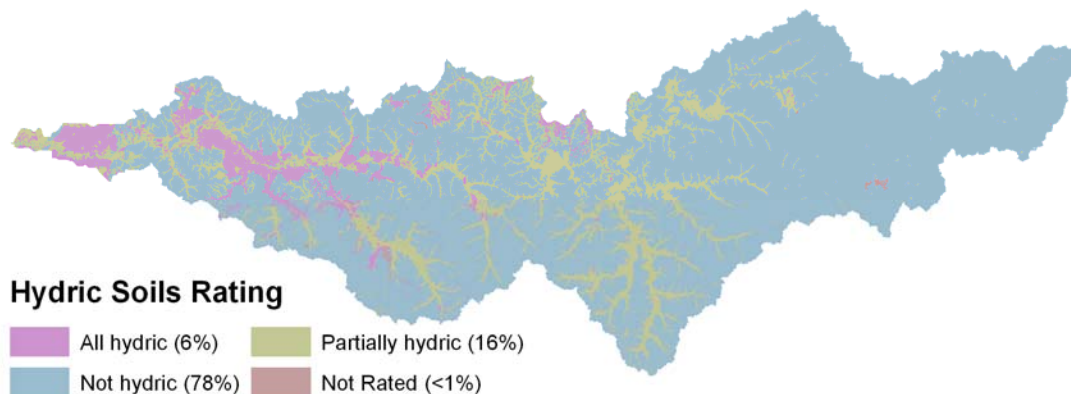 Hydric Soils Rating
All hydric (6%)
Partially hydric (16%)
Not hydric (78%)
Not Rated (<1%)